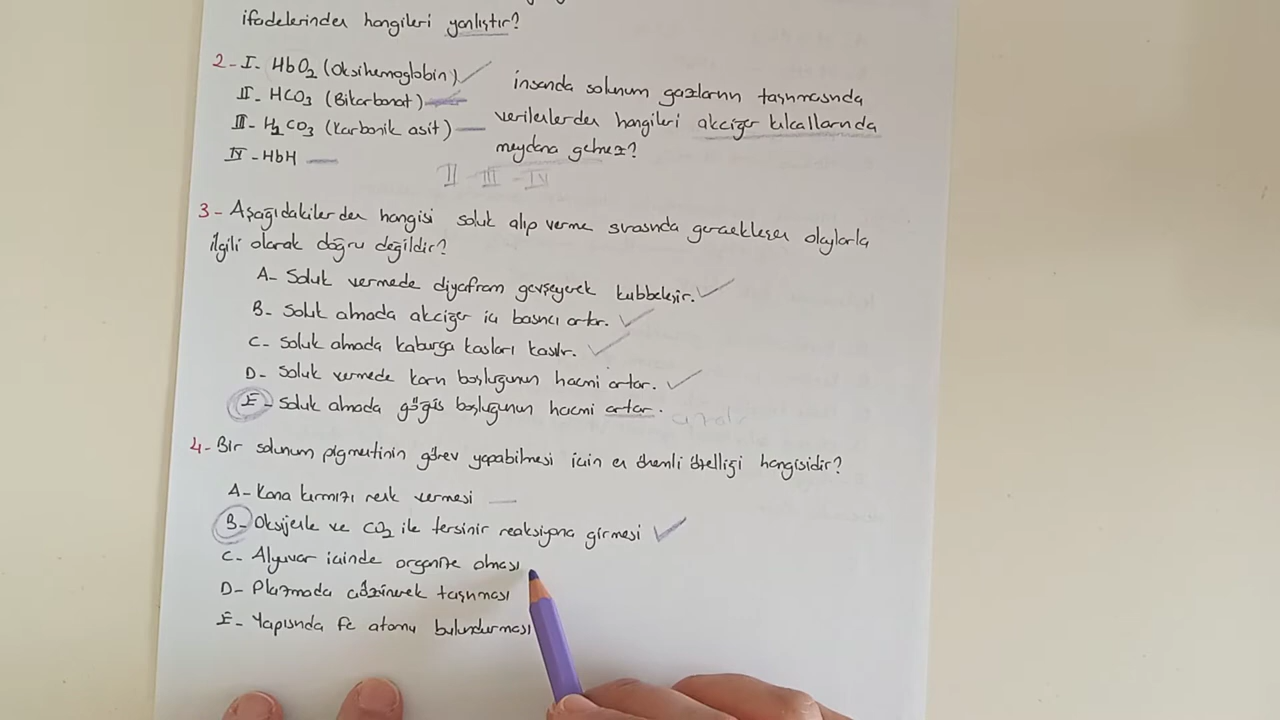 ifadelerinden hangileri yanlıştır?
2- I- HbO2 (Oksihemoglobin)
II- HCO3 (Bikarbonat)
III- H2CO3 (Karbonik asit)
IV- HbH
insanda solunum gazlarının taşınmasında
verilenlerden hangileri akciğer kılcallarında
meydana gelmez?
II - III - IV
3- Aşağıdakilerden hangisi soluk alıp verme sırasında gerçekleşen olaylarla
ilgili olarak doğru değildir?
A- Soluk vermede diyafram gevşeyerek kubbeleşir.
B- Soluk almada akciğer içi basıncı artar.
C- Soluk almada kaburga kasları kasılır.
D- Soluk vermede karın boşluğunun hacmi artar.
E- Soluk almada göğüs boşluğunun hacmi artar.
azalır
4- Bir solunum pigmentinin görev yapabilmesi için en önemli özelliği hangisidir?
A- Kana kırmızı renk vermesi
B- Oksijenle ve CO2 ile tersinir reaksiyona girmesi
C- Alyuvar içinde organize olması
D- Plazmada çözünerek taşınması
E- Yapısında Fe atomu bulundurması